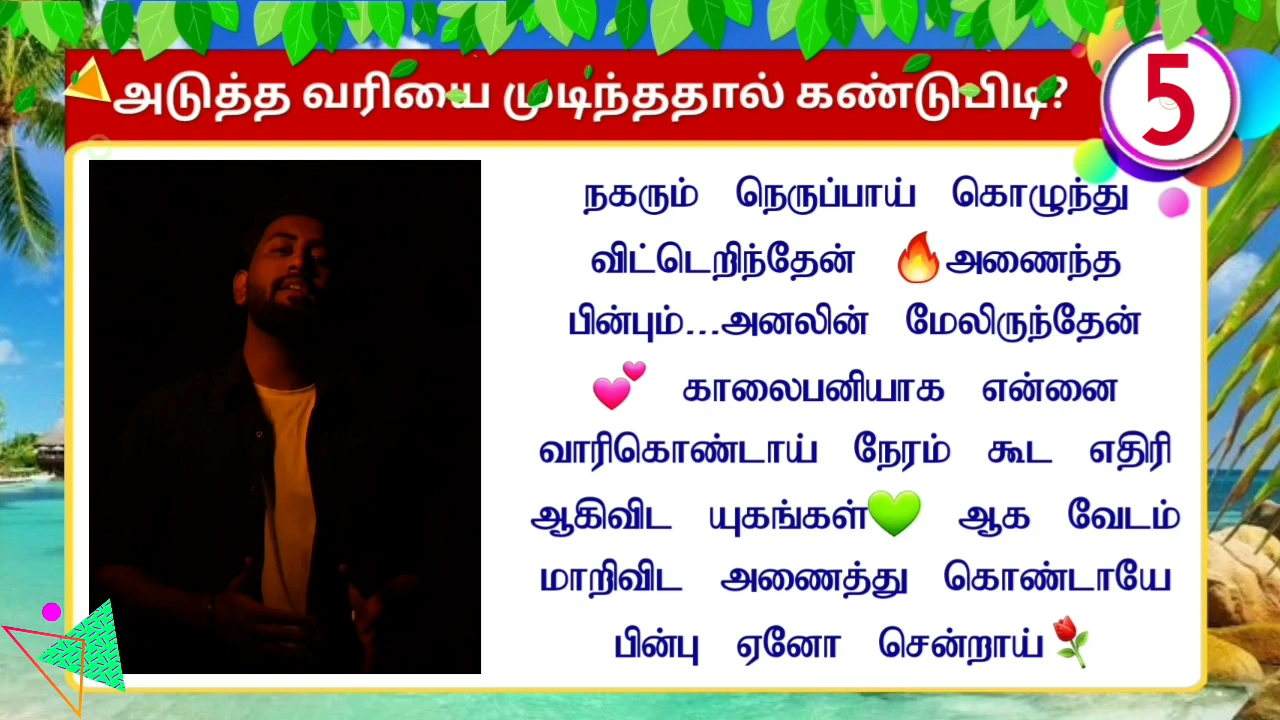 அடுத்த வரியை முடிந்ததால் கண்டுபிடி?
5
நகரும் நெருப்பாய் கொழுந்து
விட்டெறிந்தேன் 🔥அணைந்த
பின்பும்...அனலின் மேலிருந்தேன்
💕 காலைபனியாக என்னை
வாரிகொண்டாய் நேரம் கூட எதிரி
ஆகிவிட யுகங்கள்💚 ஆக வேடம்
மாறிவிட அணைத்து கொண்டாயே
பின்பு ஏனோ சென்றாய்🌹